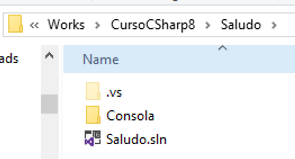 « Works > CursoCSharp8 > Saludo >
ads
Name
.vs
Consola
Saludo.sln